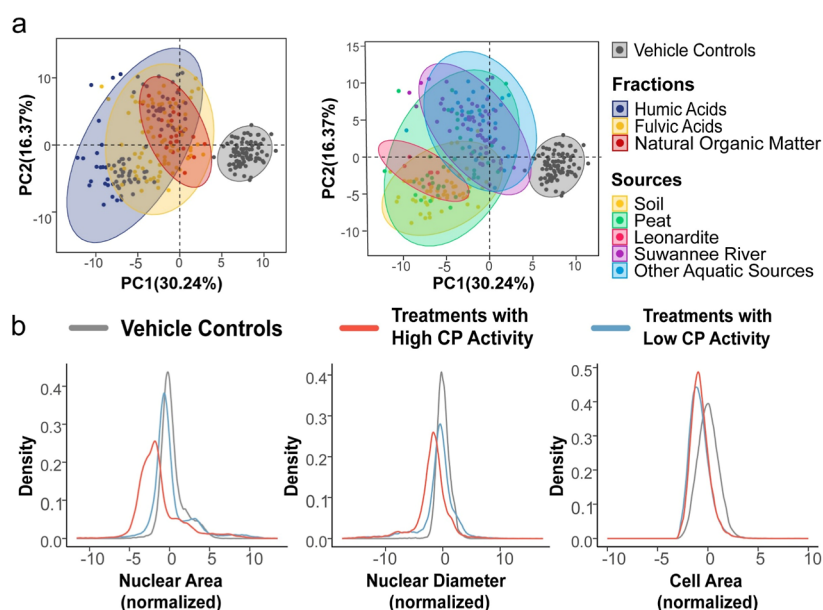 a
15
10
10
5
0
0
-5
-10
-10
PC2(16.37%)
PC2(16.37%)
-10
-5
0
5
10
-10
-5
0
5
10
PC1(30.24%)
PC1(30.24%)
Vehicle Controls
Fractions
Humic Acids
Fulvic Acids
Natural Organic Matter
Sources
Soil
Peat
Leonardite
Suwannee River
Other Aquatic Sources
b
Vehicle Controls
Treatments with
High CP Activity
Treatments with
Low CP Activity
Density
0.4
0.3
0.2
0.1
0.0
-10
-5
0
5
10
Nuclear Area
(normalized)
Density
0.4
0.3
0.2
0.1
0.0
-10
0
10
Nuclear Diameter
(normalized)
Density
0.5
0.4
0.3
0.2
0.1
0.0
-10
-5
0
5
10
Cell Area
(normalized)